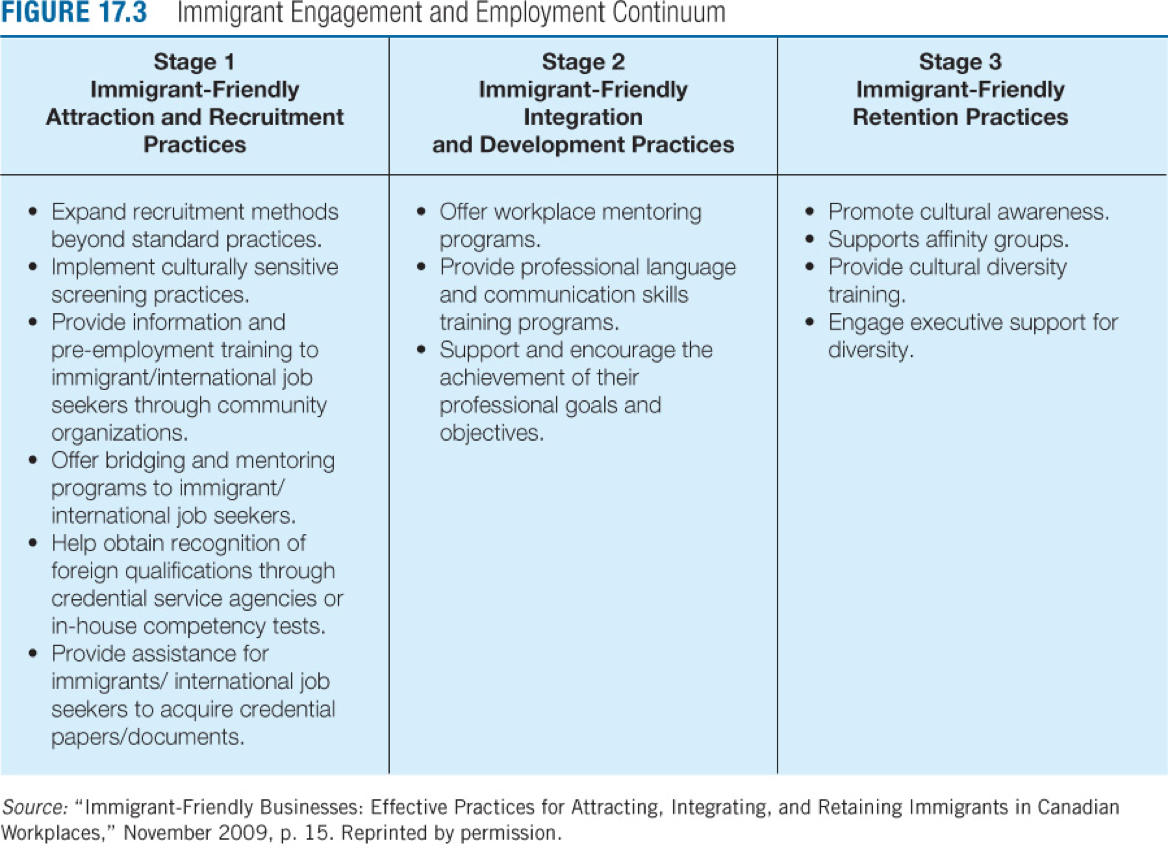 FIGURE 17.3 Immigrant Engagement and Employment Continuum
Stage 1
Immigrant-Friendly
Attraction and Recruitment
Practices
• Expand recruitment methods
beyond standard practices.
• Implement culturally sensitive
screening practices.
• Provide information and
pre-employment training to
immigrant/international job
seekers through community
organizations.
• Offer bridging and mentoring
programs to immigrant/
international job seekers.
• Help obtain recognition of
foreign qualifications through
credential service agencies or
in-house competency tests.
• Provide assistance for
immigrants/ international job
seekers to acquire credential
papers/documents.
Stage 2
Immigrant-Friendly
Integration
and Development Practices
• Offer workplace mentoring
programs.
• Provide professional language
and communication skills
training programs.
• Support and encourage the
achievement of their
professional goals and
objectives.
Stage 3
Immigrant-Friendly
Retention Practices
• Promote cultural awareness.
• Supports affinity groups.
• Provide cultural diversity
training.
• Engage executive support for
diversity.
Source: “Immigrant-Friendly Businesses: Effective Practices for Attracting, Integrating, and Retaining Immigrants in Canadian
Workplaces,” November 2009, p. 15. Reprinted by permission.